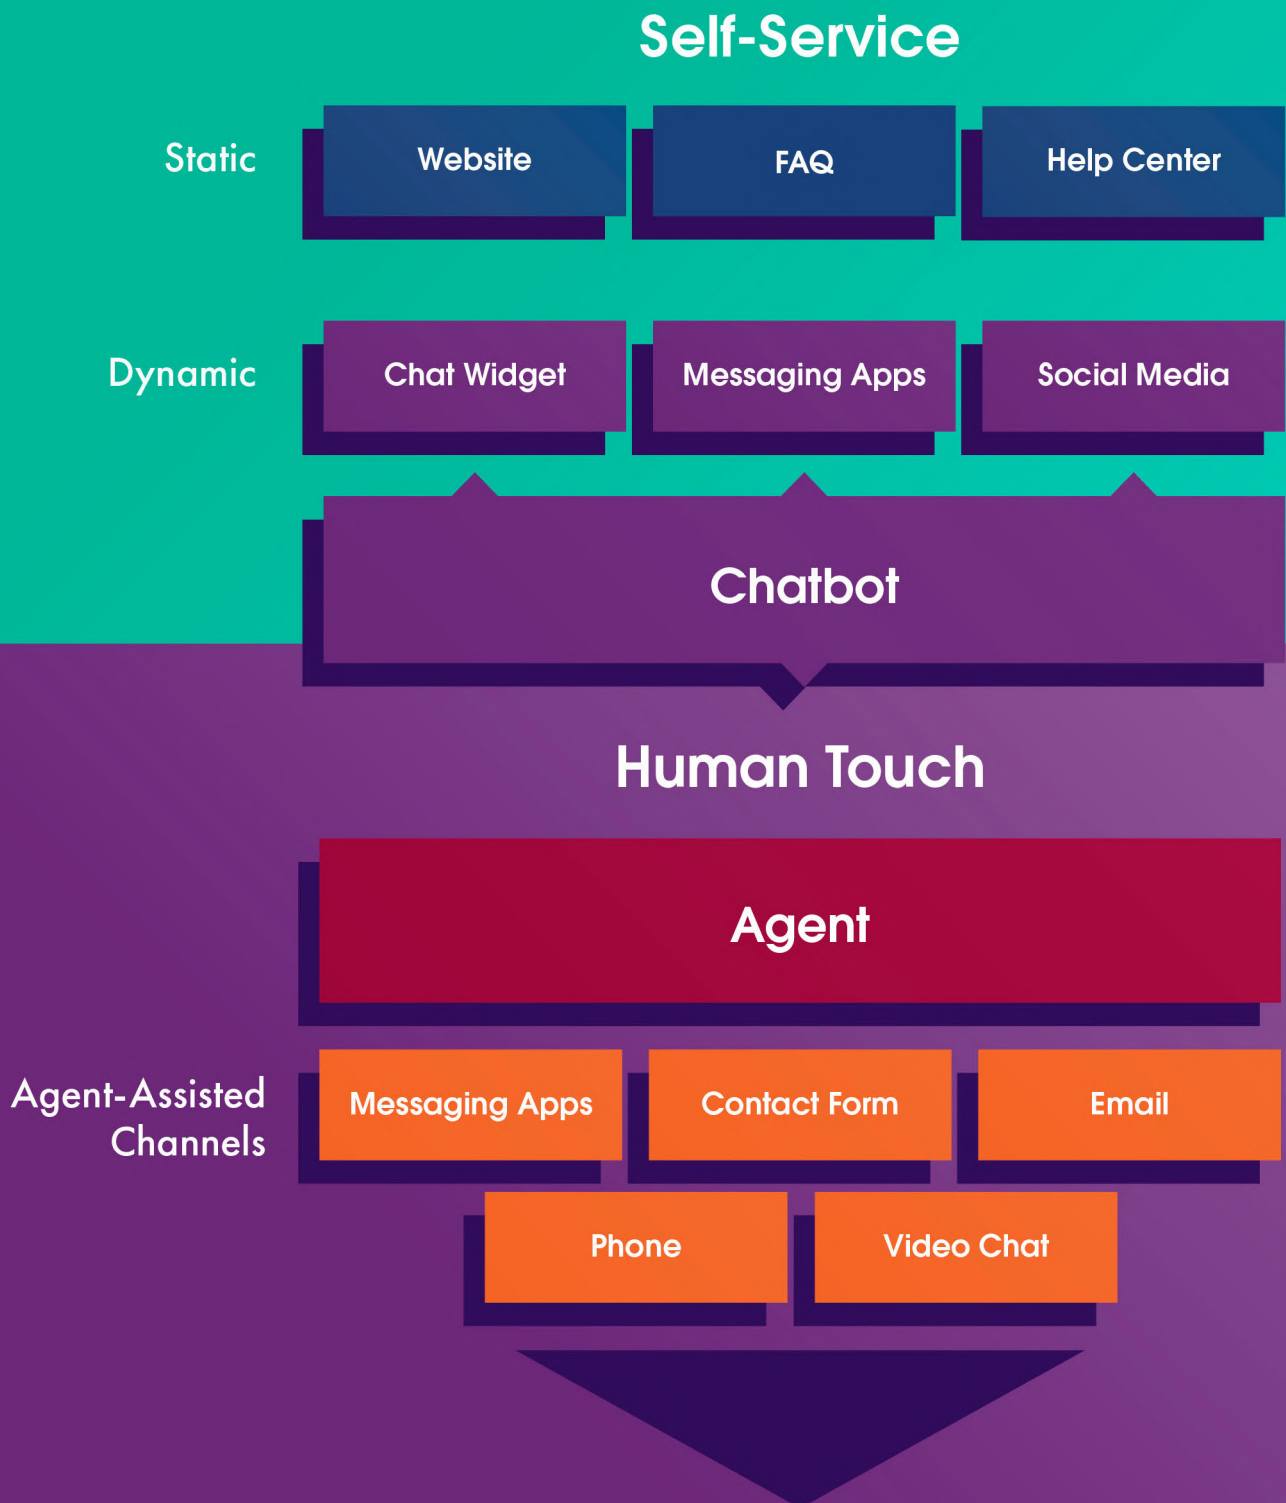 Self-Service
Static
Website
FAQ
Help Center
Dynamic
Chat Widget
Messaging Apps
Social Media
Chatbot
Human Touch
Agent
Agent-Assisted
Channels
Messaging Apps
Contact Form
Email
Phone
Video Chat